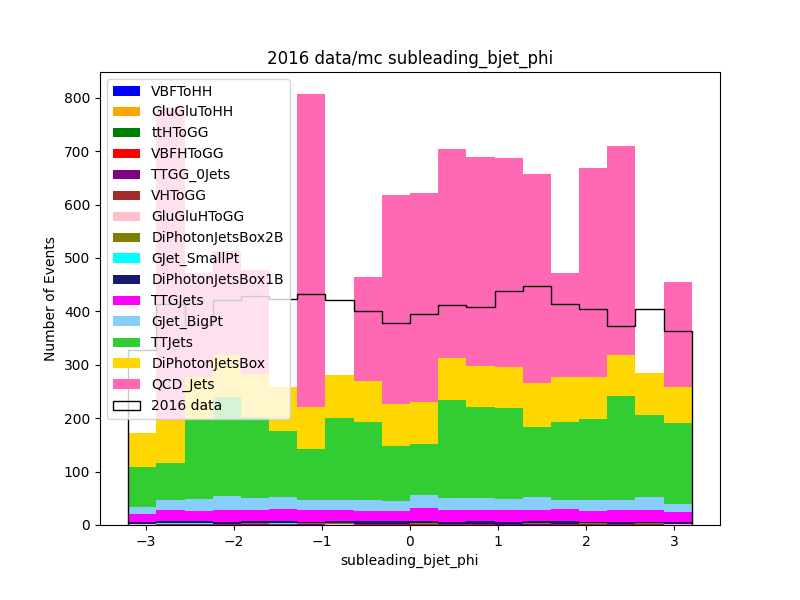 2016 data/mc subleading_bjet_phi
Number of Events
800
700
600
500
400
300
200
100
0
VBFToHH
GluGluToHH
ttHToGG
VBFHToGG
TTGG_0Jets
VHToGG
GluGluHToGG
DiPhotonJetsBox2B
GJet_SmallPt
DiPhotonJetsBox1B
TTGJets
GJet_BigPt
TTJets
DiPhotonJetsBox
QCD_Jets
2016 data
−3 −2 −1 0 1 2 3
subleading_bjet_phi